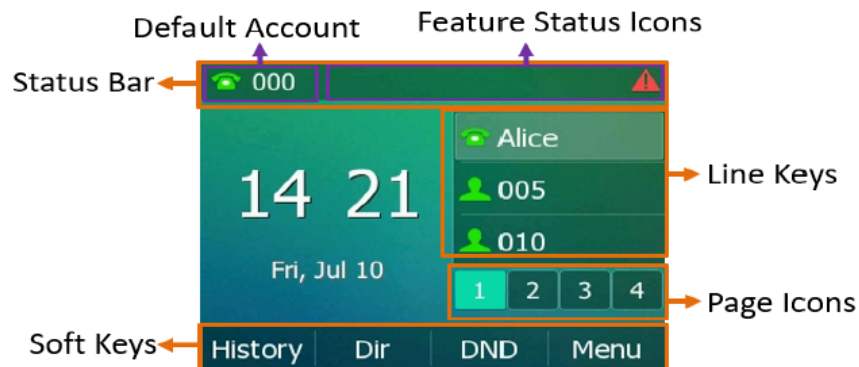 Default Account
Feature Status Icons
Status Bar
000
Alice
14 21
005
Line Keys
010
Fri, Jul 10
1 2 3 4
Page Icons
Soft Keys
History Dir DND Menu